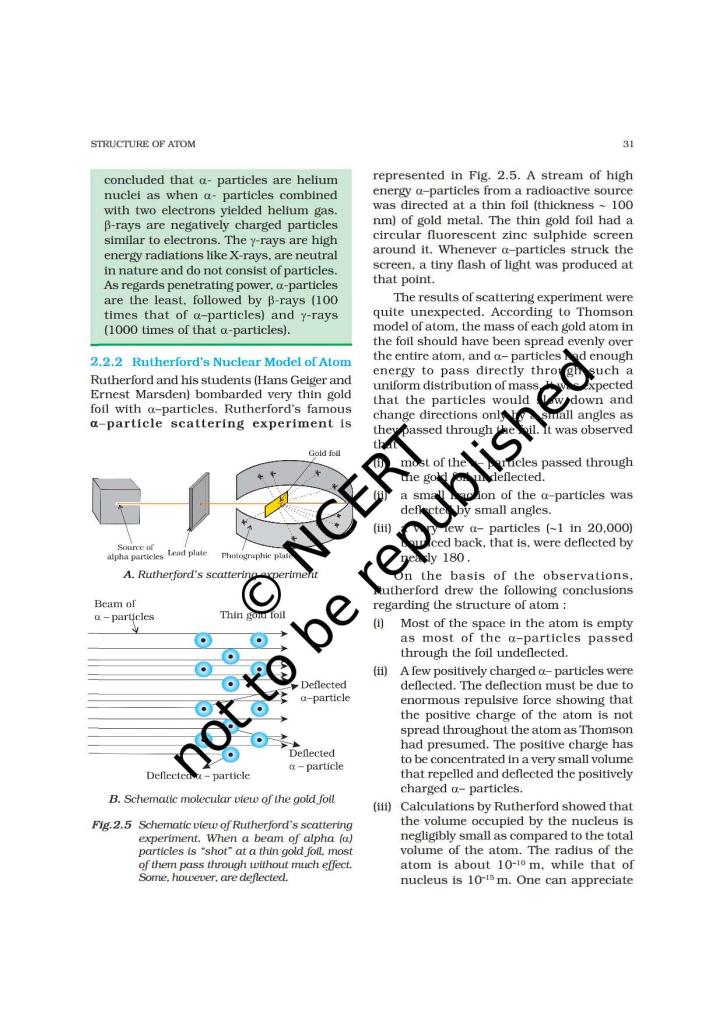 STRUCTURE OF ATOM
31
concluded that α- particles are helium
nuclei as when α- particles combined
with two electrons yielded helium gas.
β-rays are negatively charged particles
similar to electrons. The γ-rays are high
energy radiations like X-rays, are neutral
in nature and do not consist of particles.
As regards penetrating power, α-particles
are the least, followed by β-rays (100
times that of α–particles) and γ-rays
(1000 times of that α-particles).
2.2.2 Rutherford's Nuclear Model of Atom
Rutherford and his students (Hans Geiger and
Ernest Marsden) bombarded very thin gold
foil with α–particles. Rutherford's famous
α–particle scattering experiment is
Gold foil
Source of
alpha particles
Lead plate
Photographic plate
A. Rutherford's scattering experiment
Beam of
α – particles
Thin gold foil
Deflected
α–particle
Deflected
α – particle
Deflected α – particle
B. Schematic molecular view of the gold foil
Fig.2.5 Schematic view of Rutherford's scattering
experiment. When a beam of alpha (α)
particles is "shot" at a thin gold foil, most
of them pass through without much effect.
Some, however, are deflected.
represented in Fig. 2.5. A stream of high
energy α–particles from a radioactive source
was directed at a thin foil (thickness ~ 100
nm) of gold metal. The thin gold foil had a
circular fluorescent zinc sulphide screen
around it. Whenever α–particles struck the
screen, a tiny flash of light was produced at
that point.
The results of scattering experiment were
quite unexpected. According to Thomson
model of atom, the mass of each gold atom in
the foil should have been spread evenly over
the entire atom, and α– particles had enough
energy to pass directly through such a
uniform distribution of mass. It was expected
that the particles would slow down and
change directions only by a small angles as
they passed through the foil. It was observed
that
(i) most of the α– particles passed through
the gold foil undeflected.
(ii) a small fraction of the α–particles was
deflected by small angles.
(iii) a very few α– particles (~1 in 20,000)
bounced back, that is, were deflected by
nearly 180 .
On the basis of the observations,
Rutherford drew the following conclusions
regarding the structure of atom :
(i) Most of the space in the atom is empty
as most of the α–particles passed
through the foil undeflected.
(ii) A few positively charged α– particles were
deflected. The deflection must be due to
enormous repulsive force showing that
the positive charge of the atom is not
spread throughout the atom as Thomson
had presumed. The positive charge has
to be concentrated in a very small volume
that repelled and deflected the positively
charged α– particles.
(iii) Calculations by Rutherford showed that
the volume occupied by the nucleus is
negligibly small as compared to the total
volume of the atom. The radius of the
atom is about 10⁻¹⁰ m, while that of
nucleus is 10⁻¹⁵ m. One can appreciate
© NCERT
not to be republished